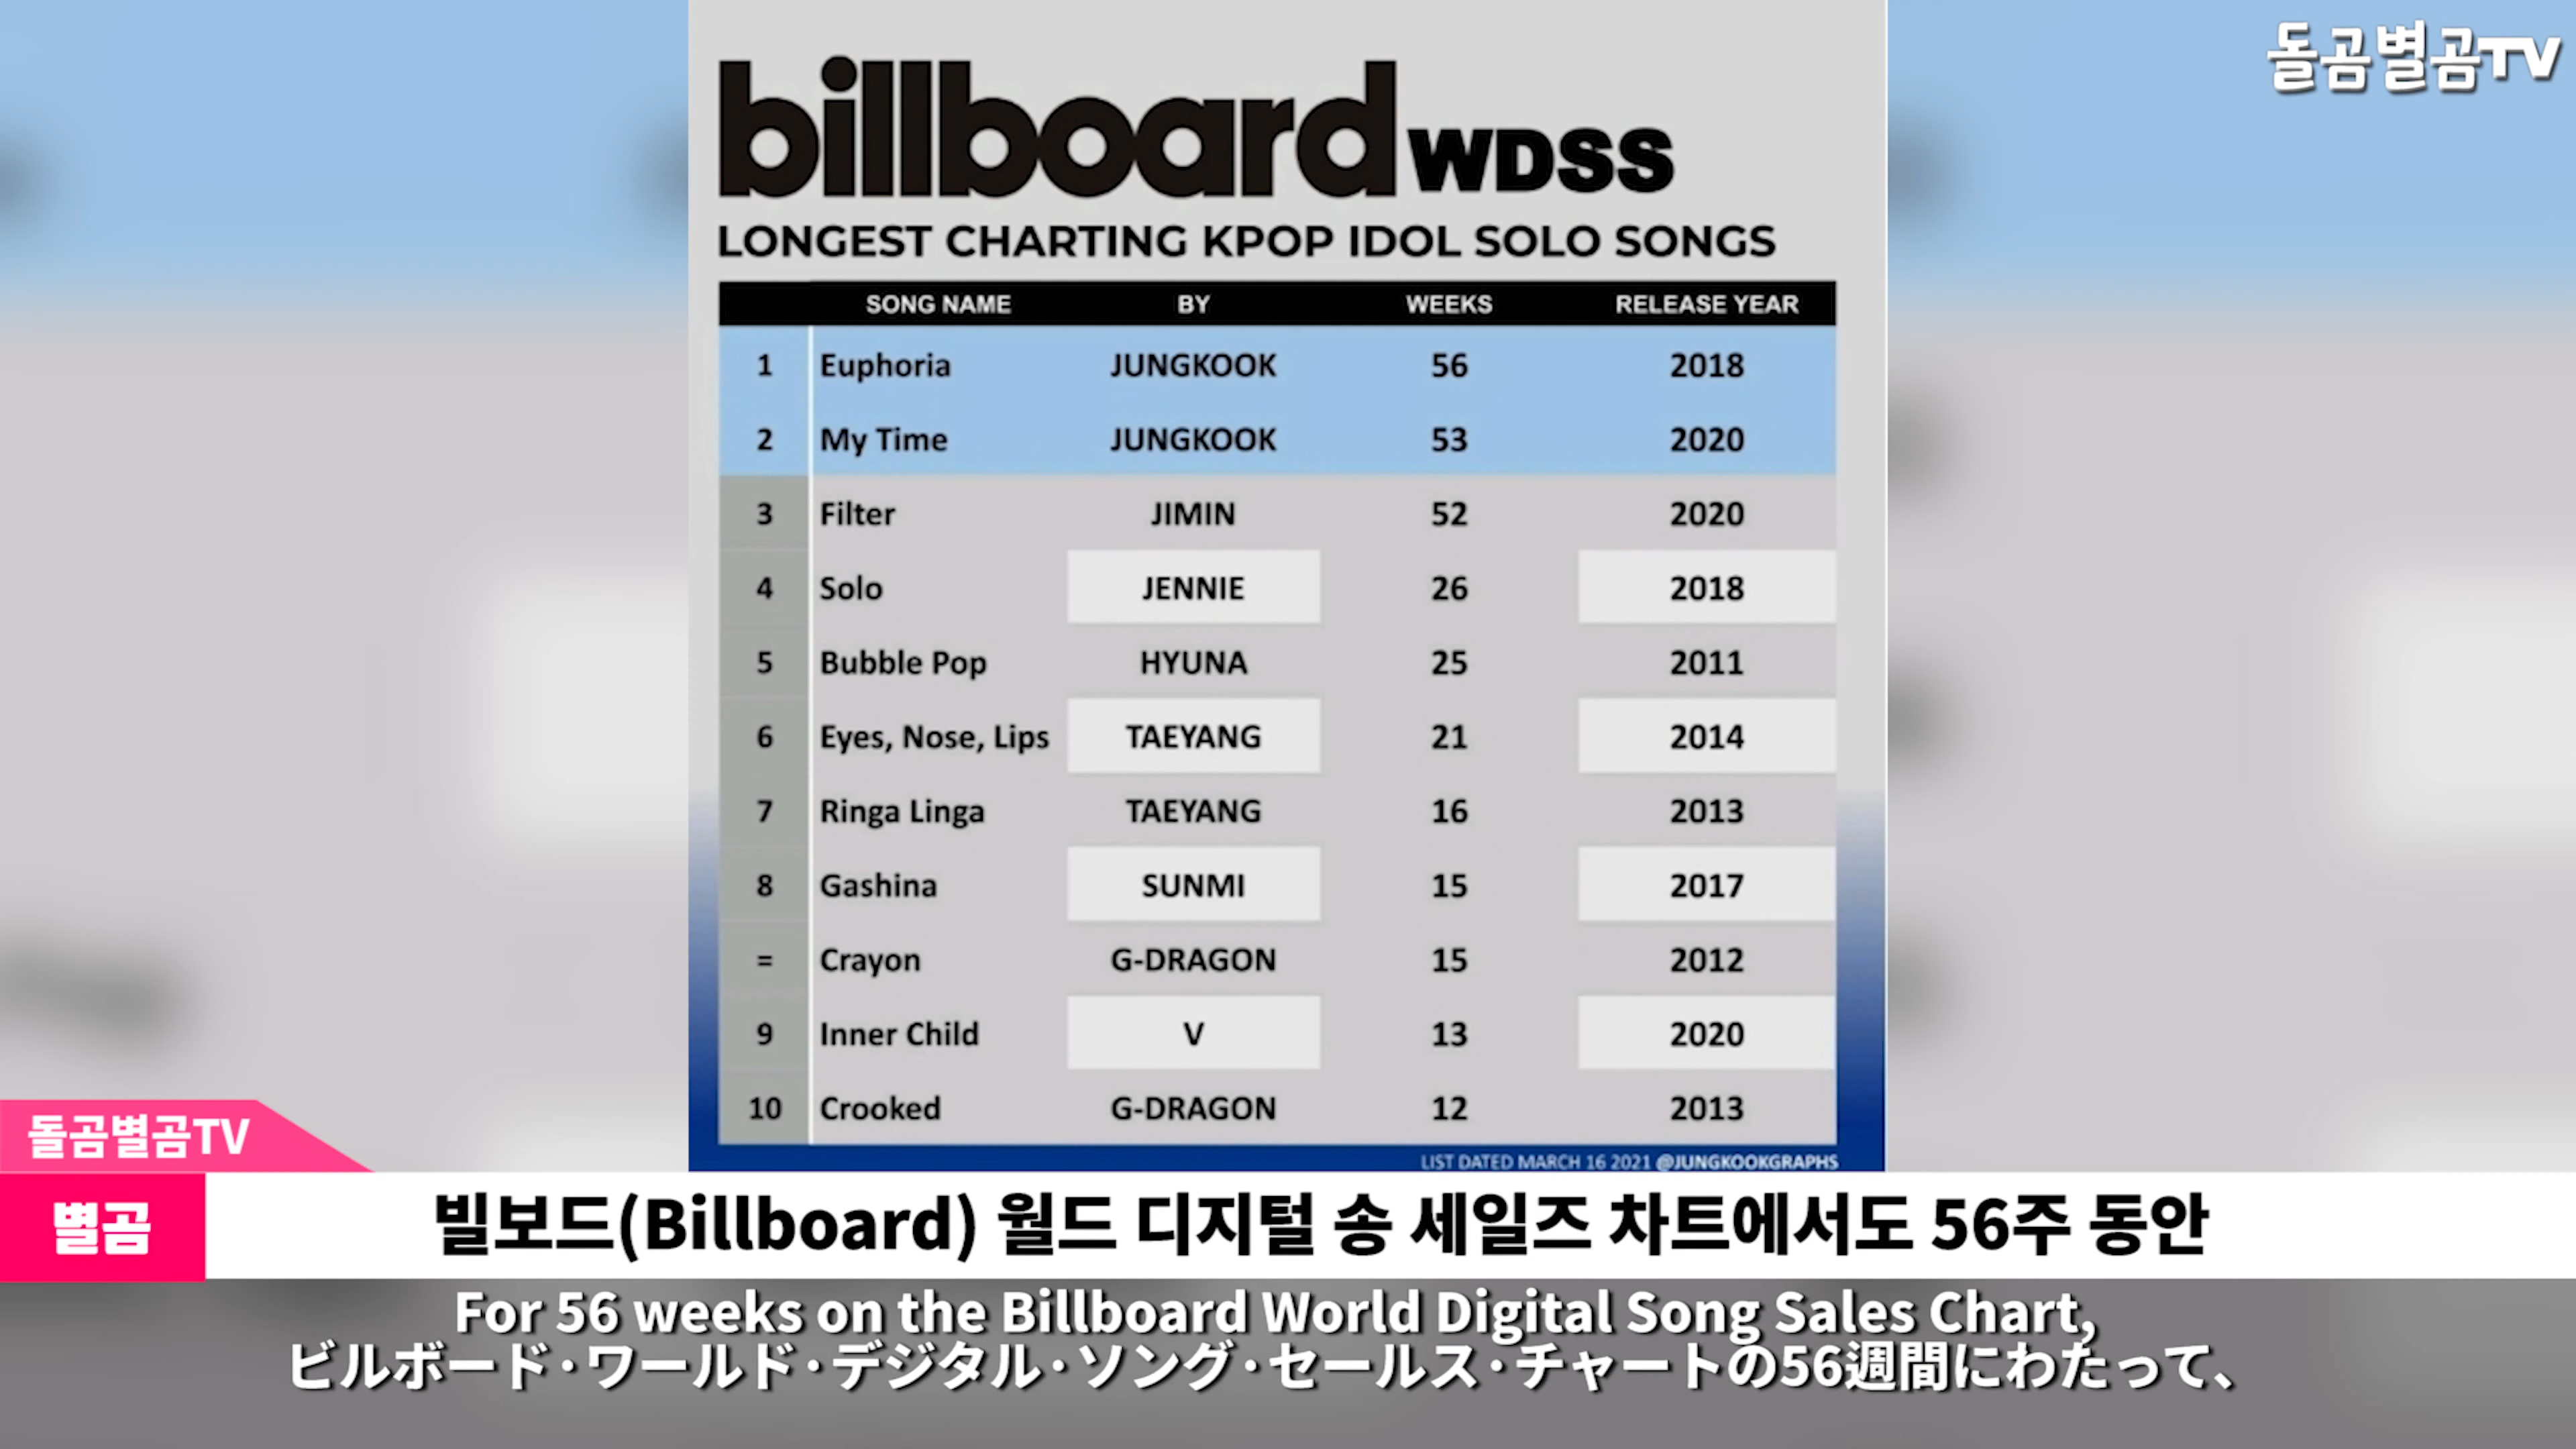 돌곰별곰TV
billboard WDSS
LONGEST CHARTING KPOP IDOL SOLO SONGS
SONG NAME BY WEEKS RELEASE YEAR
1 Euphoria JUNGKOOK 56 2018
2 My Time JUNGKOOK 53 2020
3 Filter JIMIN 52 2020
4 Solo JENNIE 26 2018
5 Bubble Pop HYUNA 25 2011
6 Eyes, Nose, Lips TAEYANG 21 2014
7 Ringa Linga TAEYANG 16 2013
8 Gashina SUNMI 15 2017
= Crayon G-DRAGON 15 2012
9 Inner Child V 13 2020
10 Crooked G-DRAGON 12 2013
LIST DATED MARCH 16 2021 @JUNGKOOKGRAPHS
돌곰별곰TV
별곰
빌보드(Billboard) 월드 디지털 송 세일즈 차트에서도 56주 동안
For 56 weeks on the Billboard World Digital Song Sales Chart,
ビルボード·ワールド·デジタル·ソング·セールス·チャートの56週間にわたって、